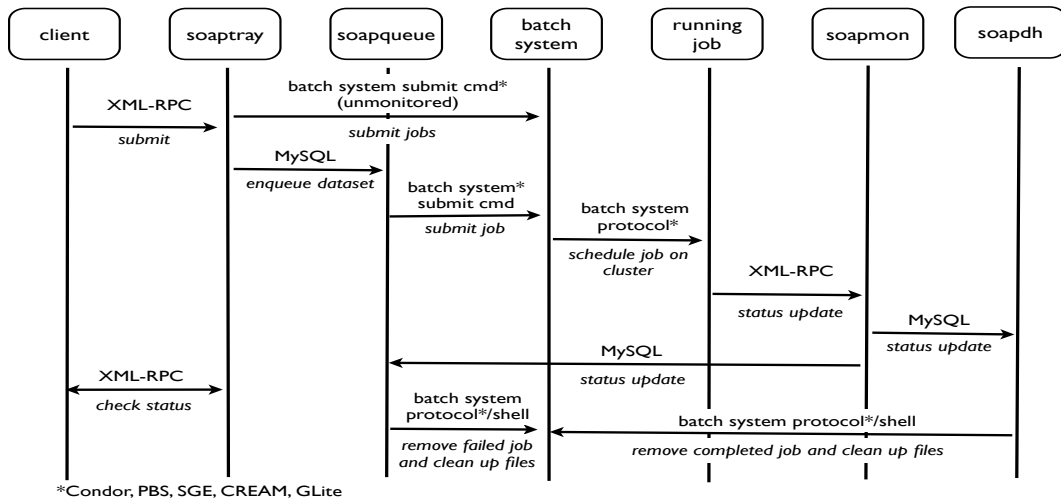 client
soaptray
soapqueue
batch
system
running
job
soapmon
soapdh
batch system submit cmd*
(unmonitored)
submit jobs
XML-RPC
submit
MySQL
enqueue dataset
batch system*
submit cmd
submit job
batch system
protocol*
schedule job on
cluster
XML-RPC
status update
MySQL
status update
MySQL
status update
XML-RPC
check status
batch system
protocol*/shell
remove failed job
and clean up files
batch system protocol*/shell
remove completed job and clean up files
*Condor, PBS, SGE, CREAM, GLite